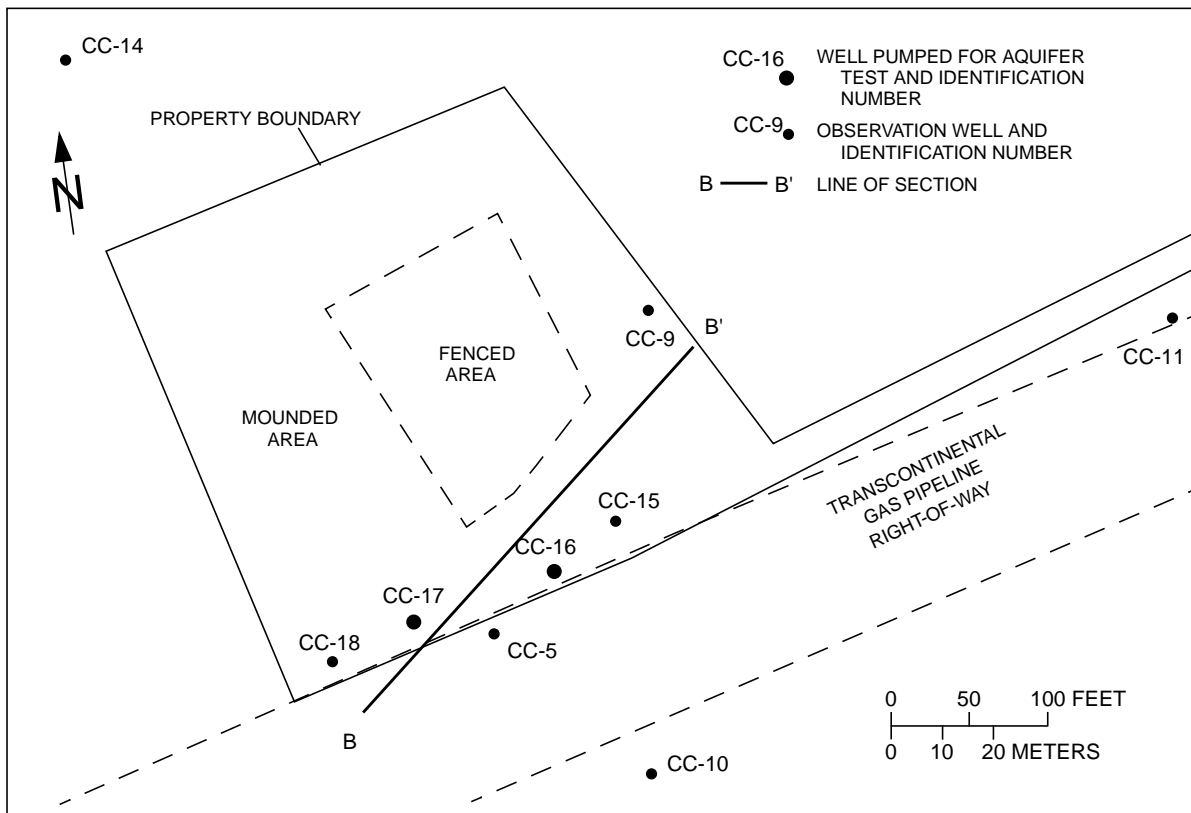 CC-14
CC-16
WELL PUMPED FOR AQUIFER
TEST AND IDENTIFICATION
NUMBER
PROPERTY BOUNDARY
CC-9
OBSERVATION WELL AND
IDENTIFICATION NUMBER
N
B B' LINE OF SECTION
CC-9
B'
FENCED
AREA
CC-11
MOUNDED
AREA
TRANSCONTINENTAL
GAS PIPELINE
RIGHT-OF-WAY
CC-15
CC-16
CC-17
CC-18
CC-5
B
0 50 100 FEET
0 10 20 METERS
CC-10